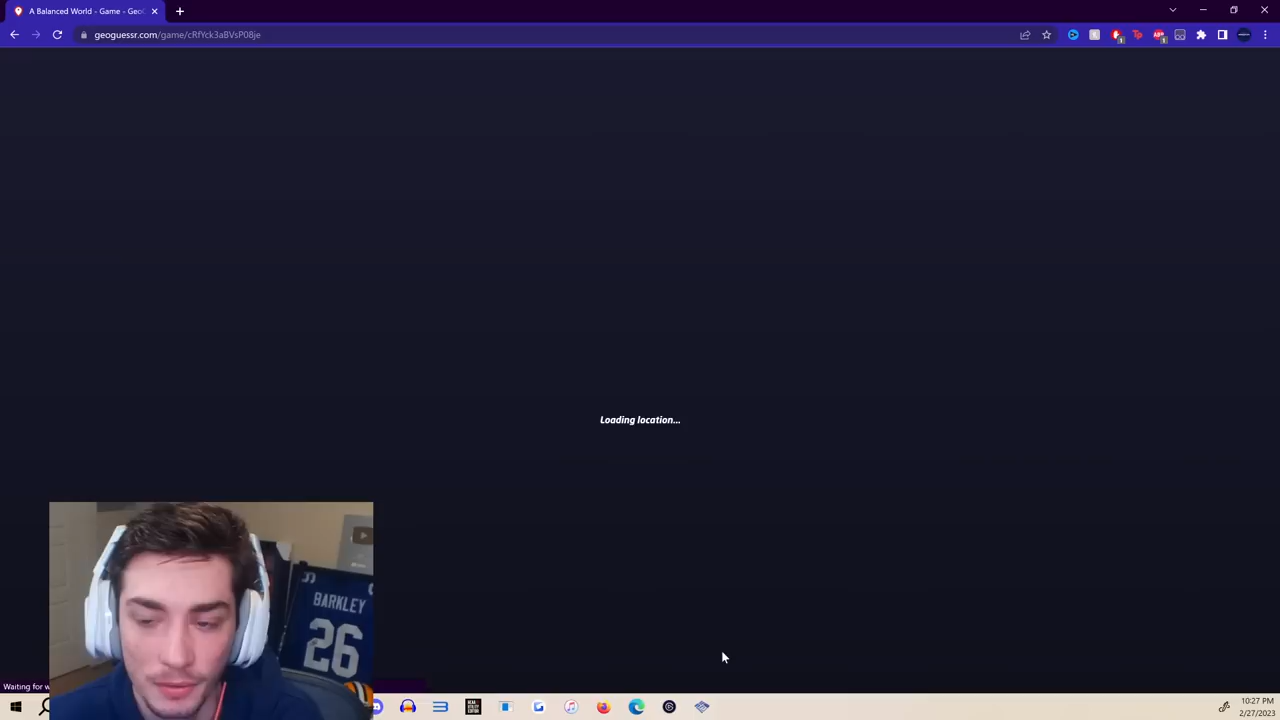 A Balanced World - Game - Geo
geoguessr.com/game/cRfYck3aBVsP08je
Loading location...
BARKLEY
26
Waiting for w
10:27 PM
2/27/2023